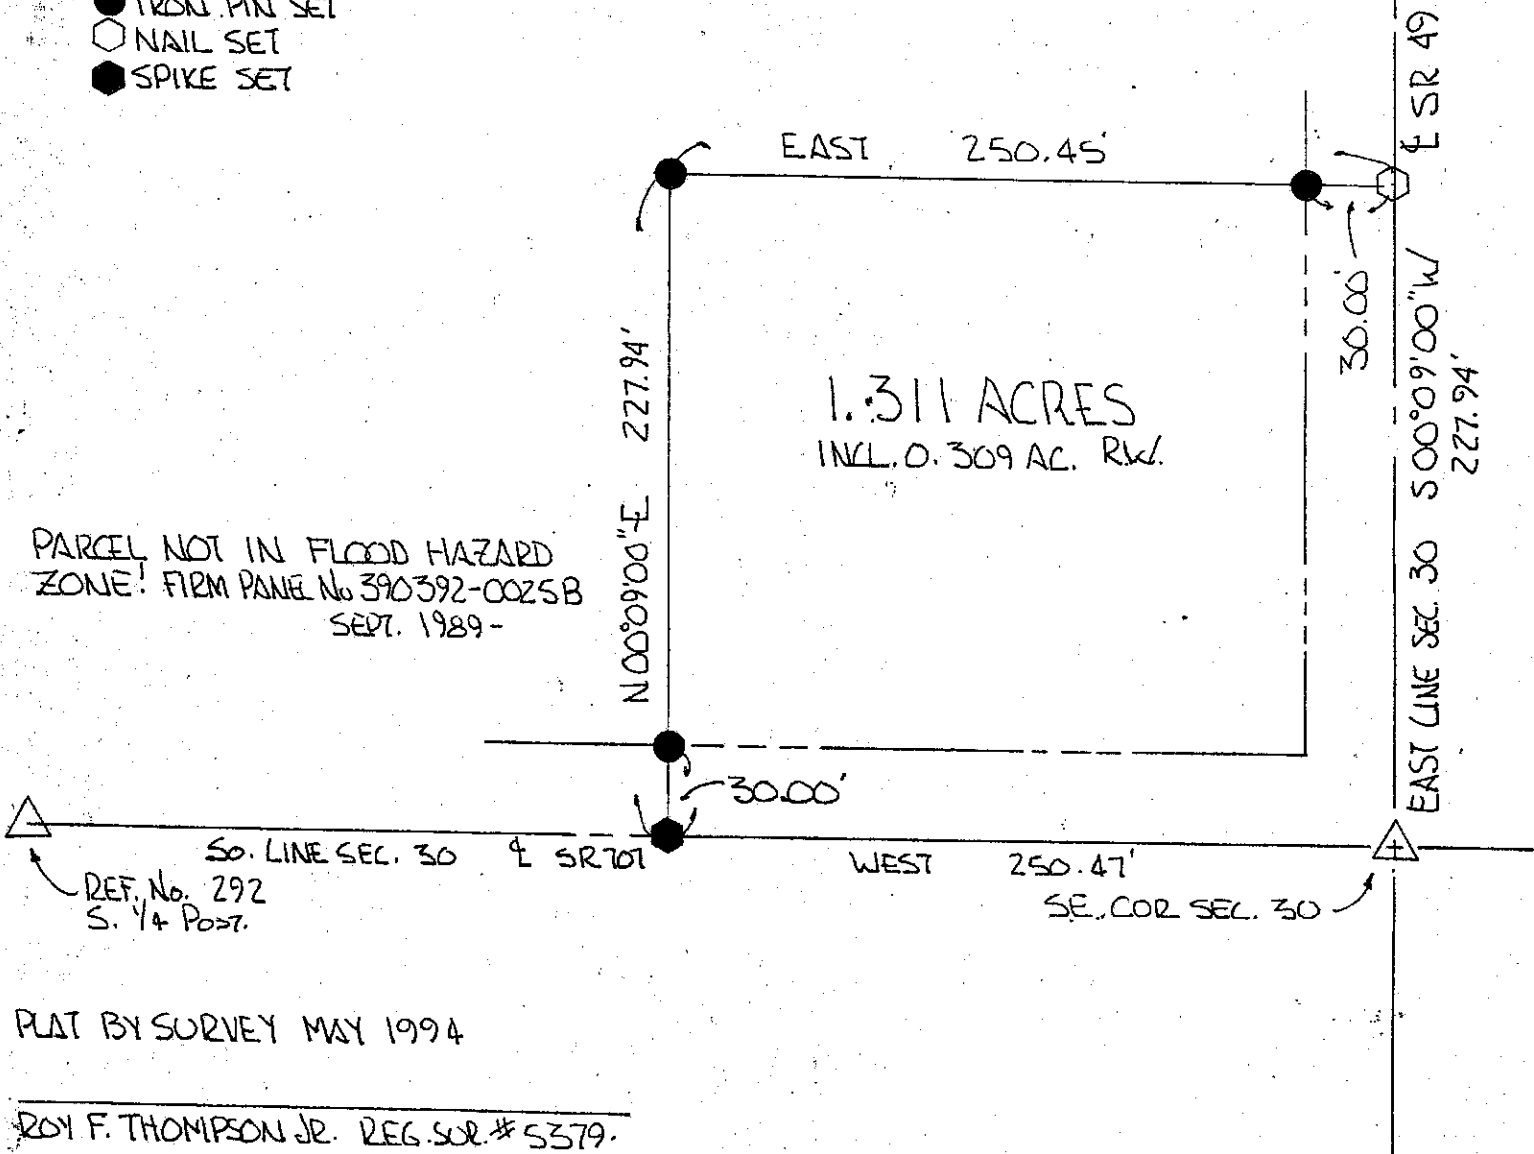 IRON PIN SET
NAIL SET
SPIKE SET
EAST 250.45'
℄ SR 49
30.00'
S 00°09'00"W
227.94'
EAST LINE SEC. 30
N 00°09'00"E 227.94'
1.311 ACRES
INCL. 0.309 AC. R.W.
PARCEL NOT IN FLOOD HAZARD
ZONE! FIRM PANEL No 390392-0025B
SEPT. 1989-
30.00'
SO. LINE SEC. 30 ℄ SR 707
WEST 250.47'
REF. No. 292
S. 1/4 POST.
SE. COR SEC. 30
PLAT BY SURVEY MAY 1994
ROY F. THOMPSON JR. REG. SUR. # 5379.